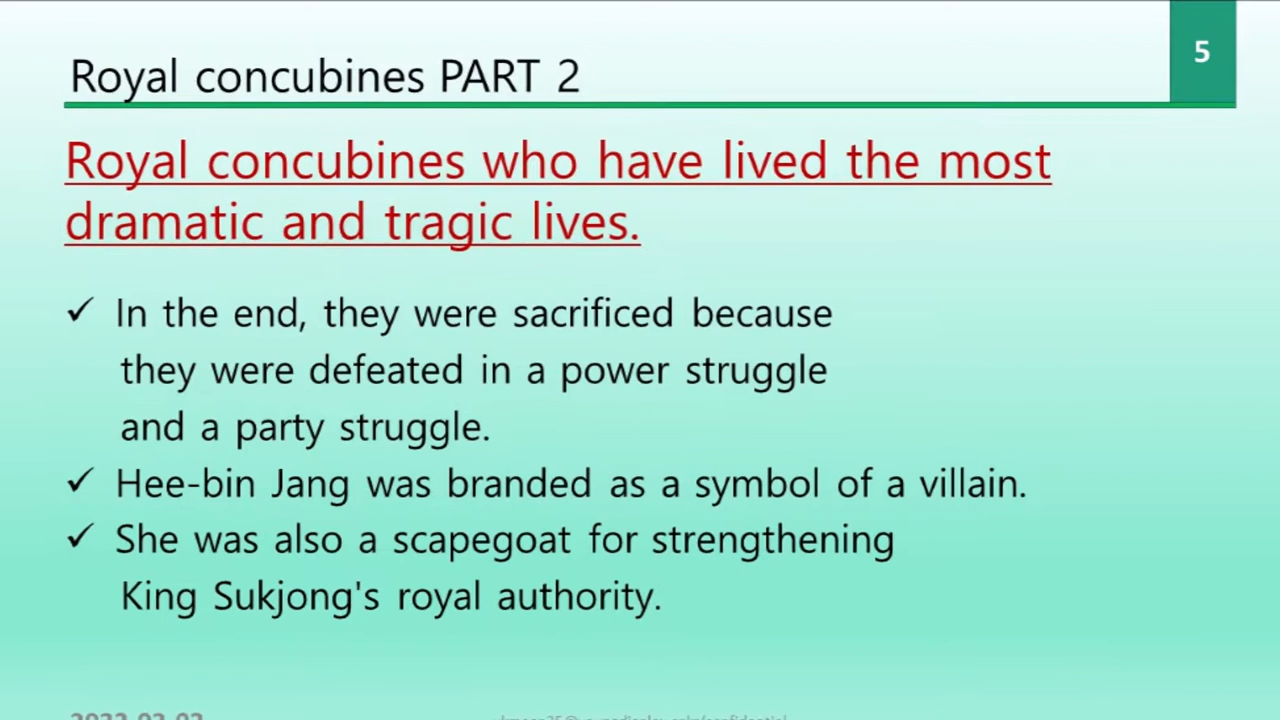 5
Royal concubines PART 2
Royal concubines who have lived the most
dramatic and tragic lives.
✓ In the end, they were sacrificed because
they were defeated in a power struggle
and a party struggle.
✓ Hee-bin Jang was branded as a symbol of a villain.
✓ She was also a scapegoat for strengthening
King Sukjong's royal authority.